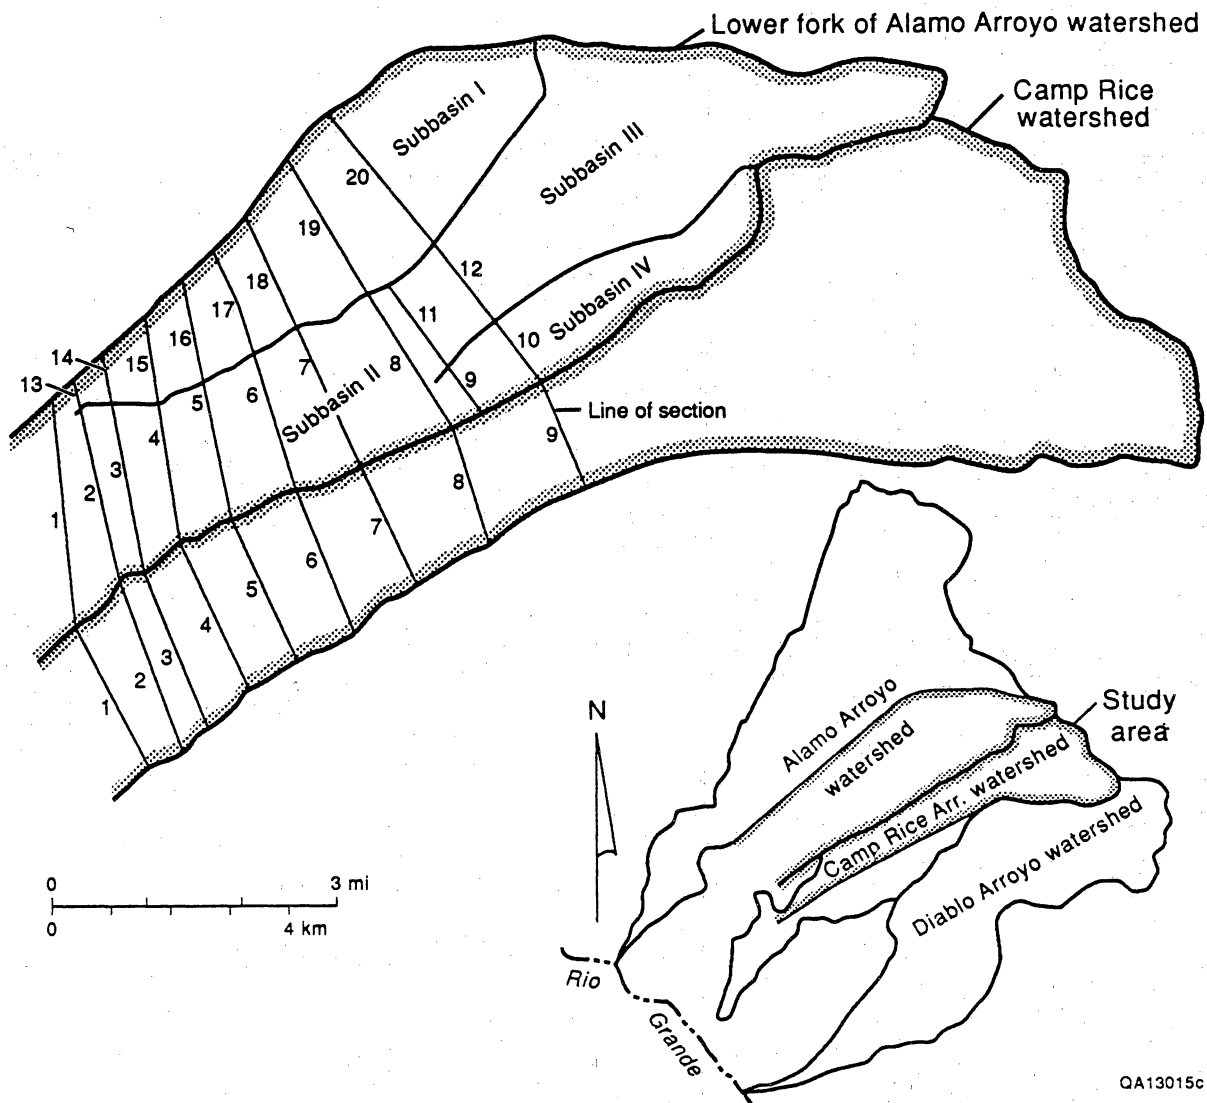 Lower fork of Alamo Arroyo watershed
Camp Rice
watershed
Subbasin I
Subbasin III
20
19
12
18
Subbasin IV
17
11
16
10
14
15
7
8
13
6
9
5
Subbasin II
Line of section
4
9
3
8
2
1
7
6
5
4
3
2
1
N
Alamo Arroyo
watershed
Study
area
Camp Rice Arr. watershed
Diablo Arroyo watershed
0
3 mi
0
4 km
Rio
Grande
QA13015c